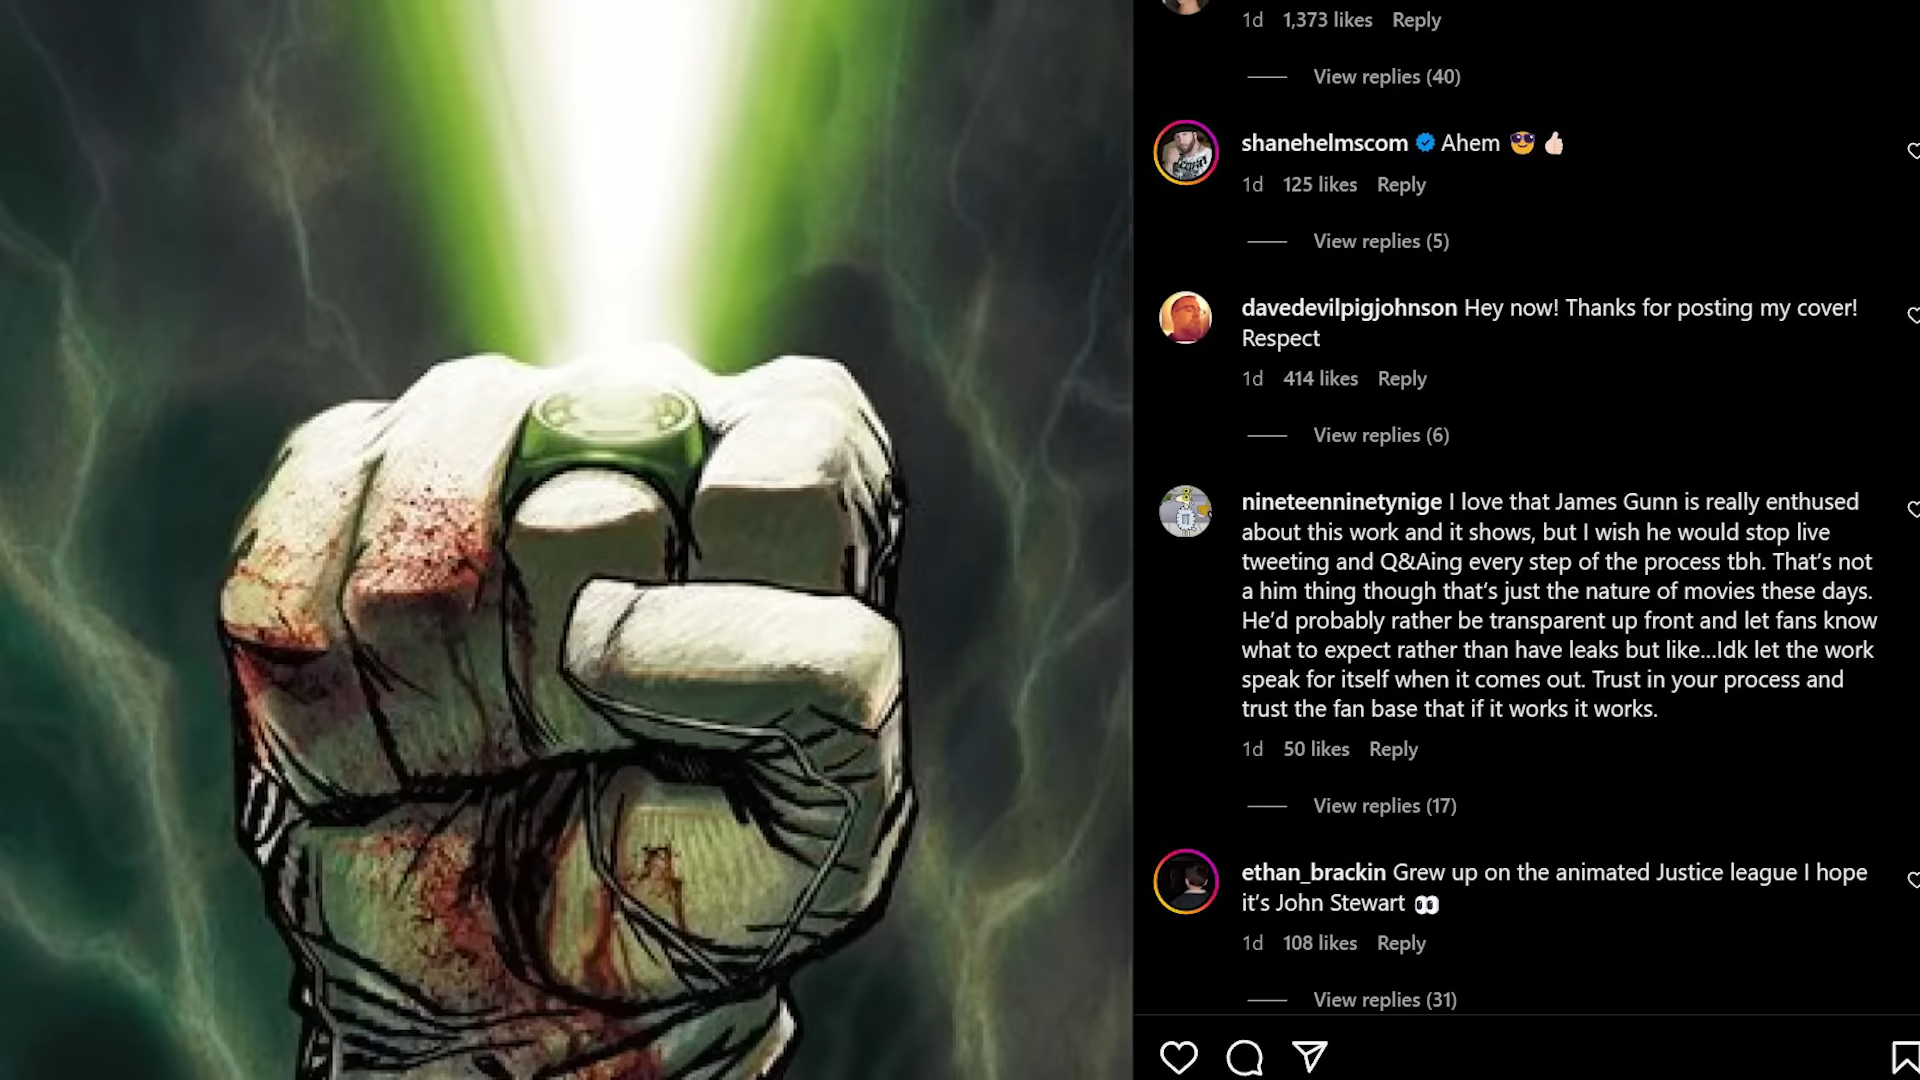 1d 1,373 likes Reply
View replies (40)
shanehelmscom Ahem 😎 👍🏻
1d 125 likes Reply
View replies (5)
davedevilpigjohnson Hey now! Thanks for posting my cover!
Respect
1d 414 likes Reply
View replies (6)
nineteenninetynige I love that James Gunn is really enthused
about this work and it shows, but I wish he would stop live
tweeting and Q&Aing every step of the process tbh. That’s not
a him thing though that’s just the nature of movies these days.
He’d probably rather be transparent up front and let fans know
what to expect rather than have leaks but like...Idk let the work
speak for itself when it comes out. Trust in your process and
trust the fan base that if it works it works.
1d 50 likes Reply
View replies (17)
ethan_brackin Grew up on the animated Justice league I hope
it’s John Stewart 👀
1d 108 likes Reply
View replies (31)